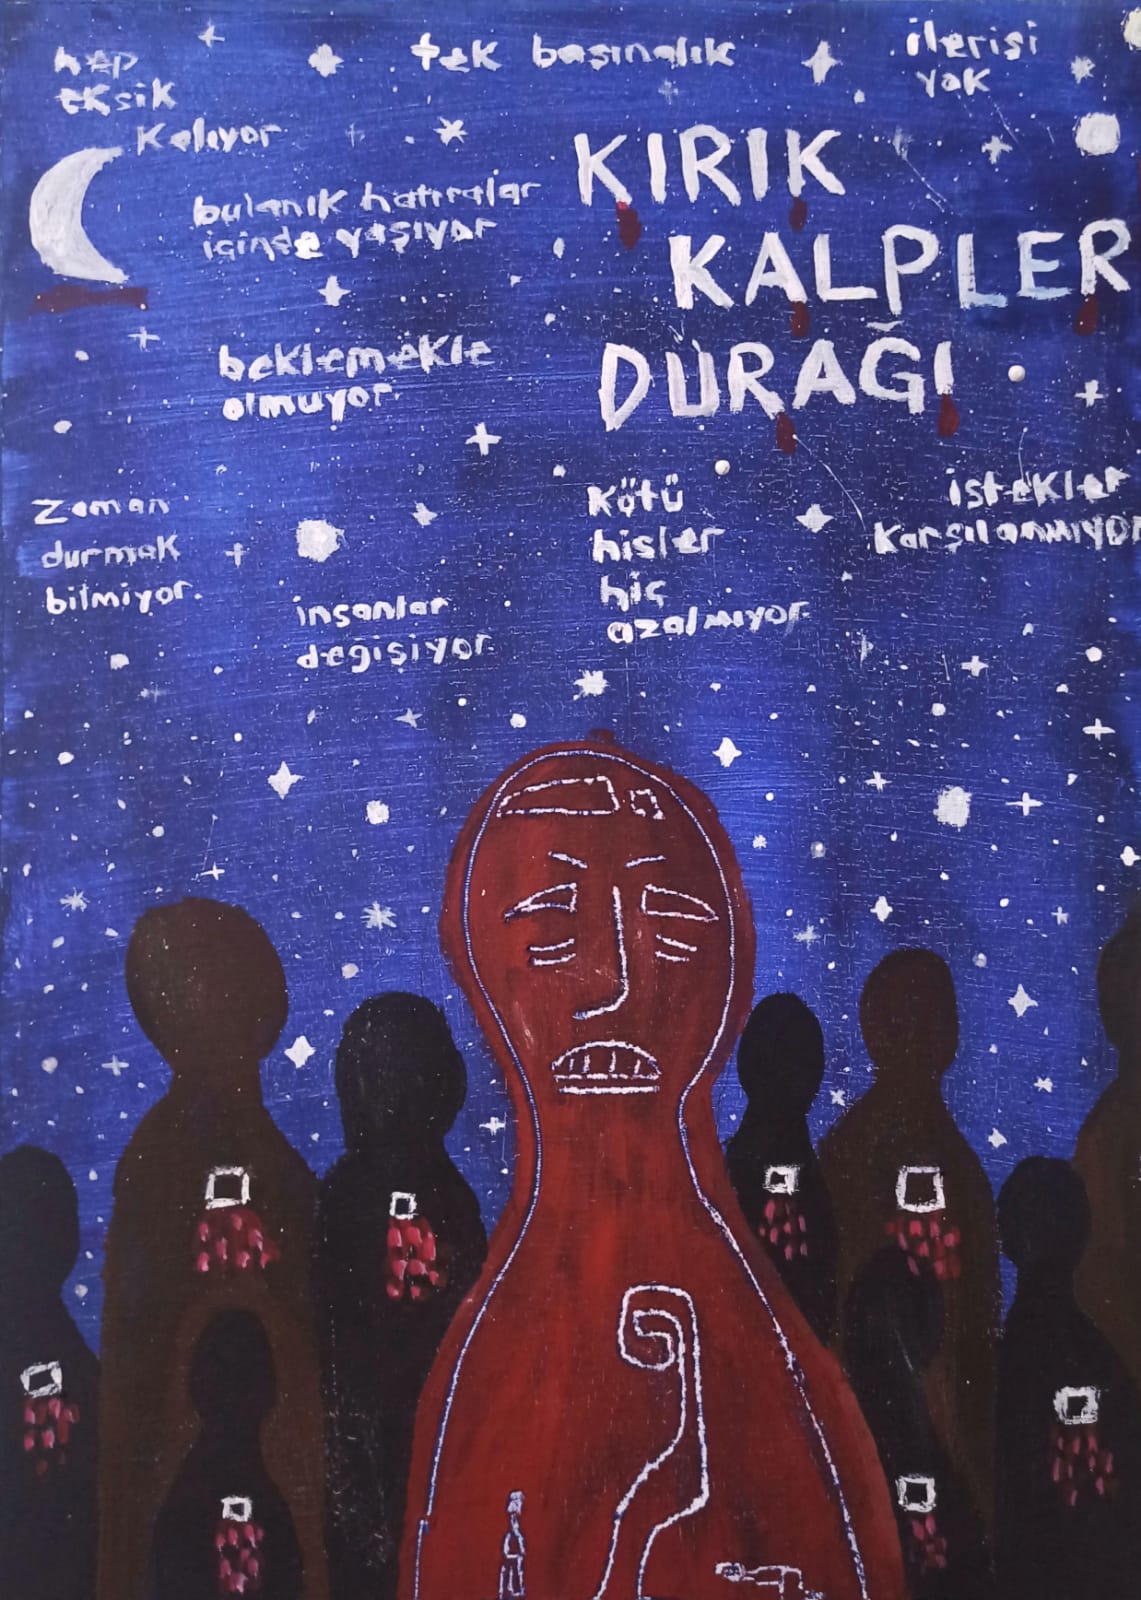 hep
eksik
kalıyor
tek başınalık
ilerisi
yok
KIRIK
KALPLER
DURAĞI
bulanık hatıralar
içinde yaşıyor
beklemekle
olmuyor.
zaman
durmak
bilmiyor.
insanlar
değişiyor.
Kötü
hisler
hiç
azalmıyor.
istekler
karşılanmıyor